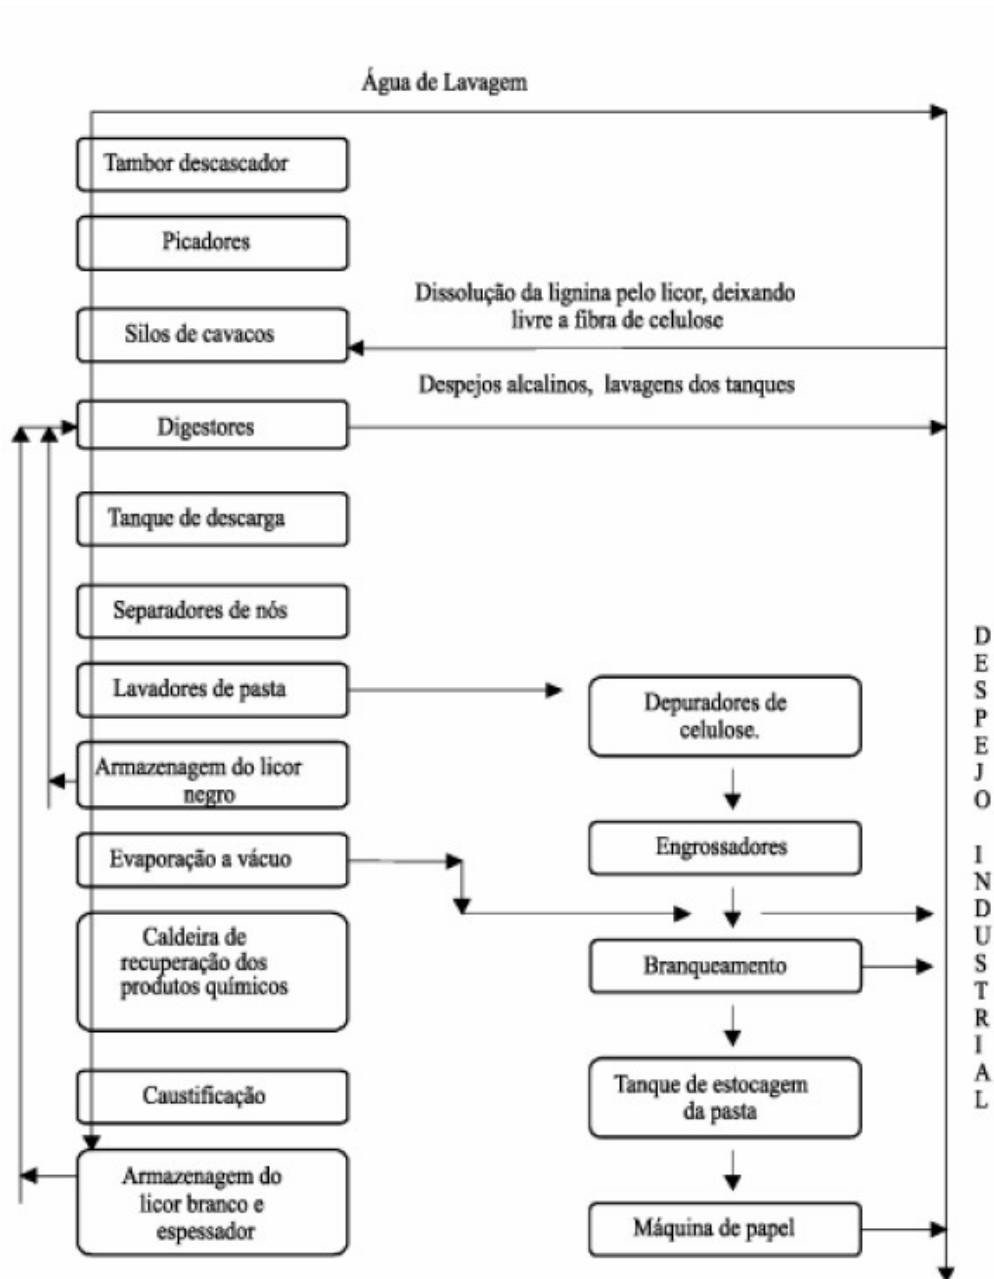 Água de Lavagem
Tambor descascador
Picadores
Dissolução da lignina pelo licor, deixando
livre a fibra de celulose
Silos de cavacos
Despejos alcalinos, lavagens dos tanques
Digestores
Tanque de descarga
Separadores de nós
Lavadores de pasta
Depuradores de
celulose.
Armazenagem do licor
negro
Engrossadores
Evaporação a vácuo
Caldeira de
recuperação dos
produtos químicos
Branqueamento
Caustificação
Tanque de estocagem
da pasta
Armazenagem do
licor branco e
espessador
Máquina de papel
DESPEJO INDUSTRIAL